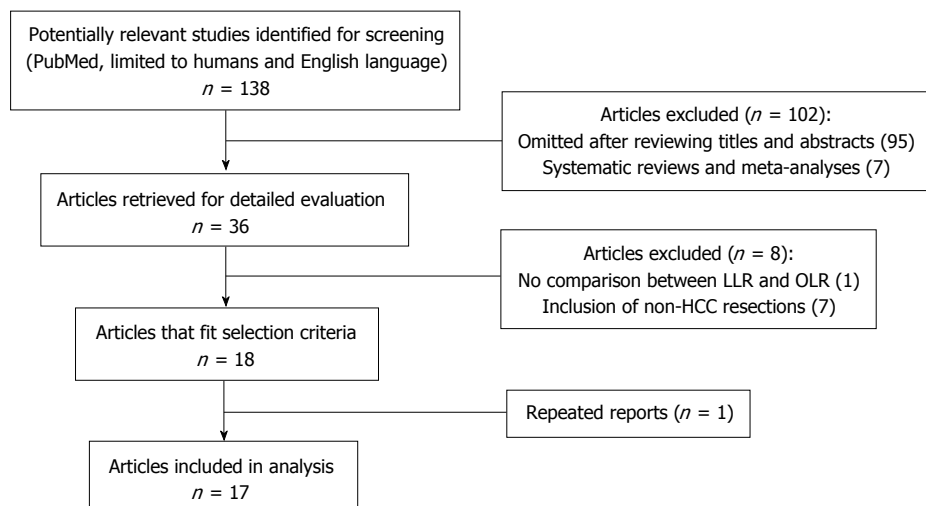 Potentially relevant studies identified for screening
(PubMed, limited to humans and English language)
n = 138
Articles excluded (n = 102):
Omitted after reviewing titles and abstracts (95)
Systematic reviews and meta-analyses (7)
Articles retrieved for detailed evaluation
n = 36
Articles excluded (n = 8):
No comparison between LLR and OLR (1)
Inclusion of non-HCC resections (7)
Articles that fit selection criteria
n = 18
Repeated reports (n = 1)
Articles included in analysis
n = 17